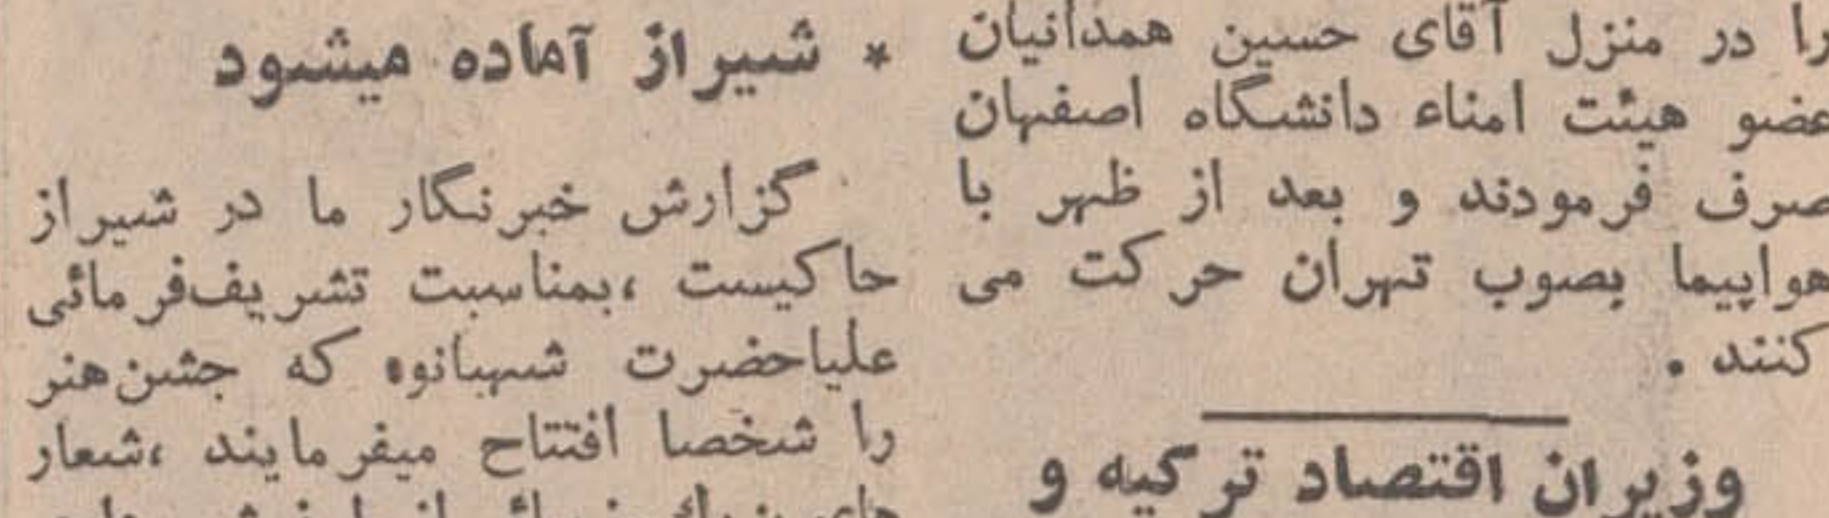 را در منزل آقای حسین همدانیان
عضو هیئت امناء دانشگاه اصفهان
صرف فرمودند و بعد از ظهر با
هواپیما بصوب تهران حرکت می
کنند .
وزیران اقتصاد ترکیه و
* شیراز آماده میشود
گزارش خبرنگار ما در شیراز
حاکیست ،بمناسبت تشریف‌فرمائی
علیاحضرت شهبانو، که جشن‌هنر
را شخصا افتتاح میفرمایند ،شعار